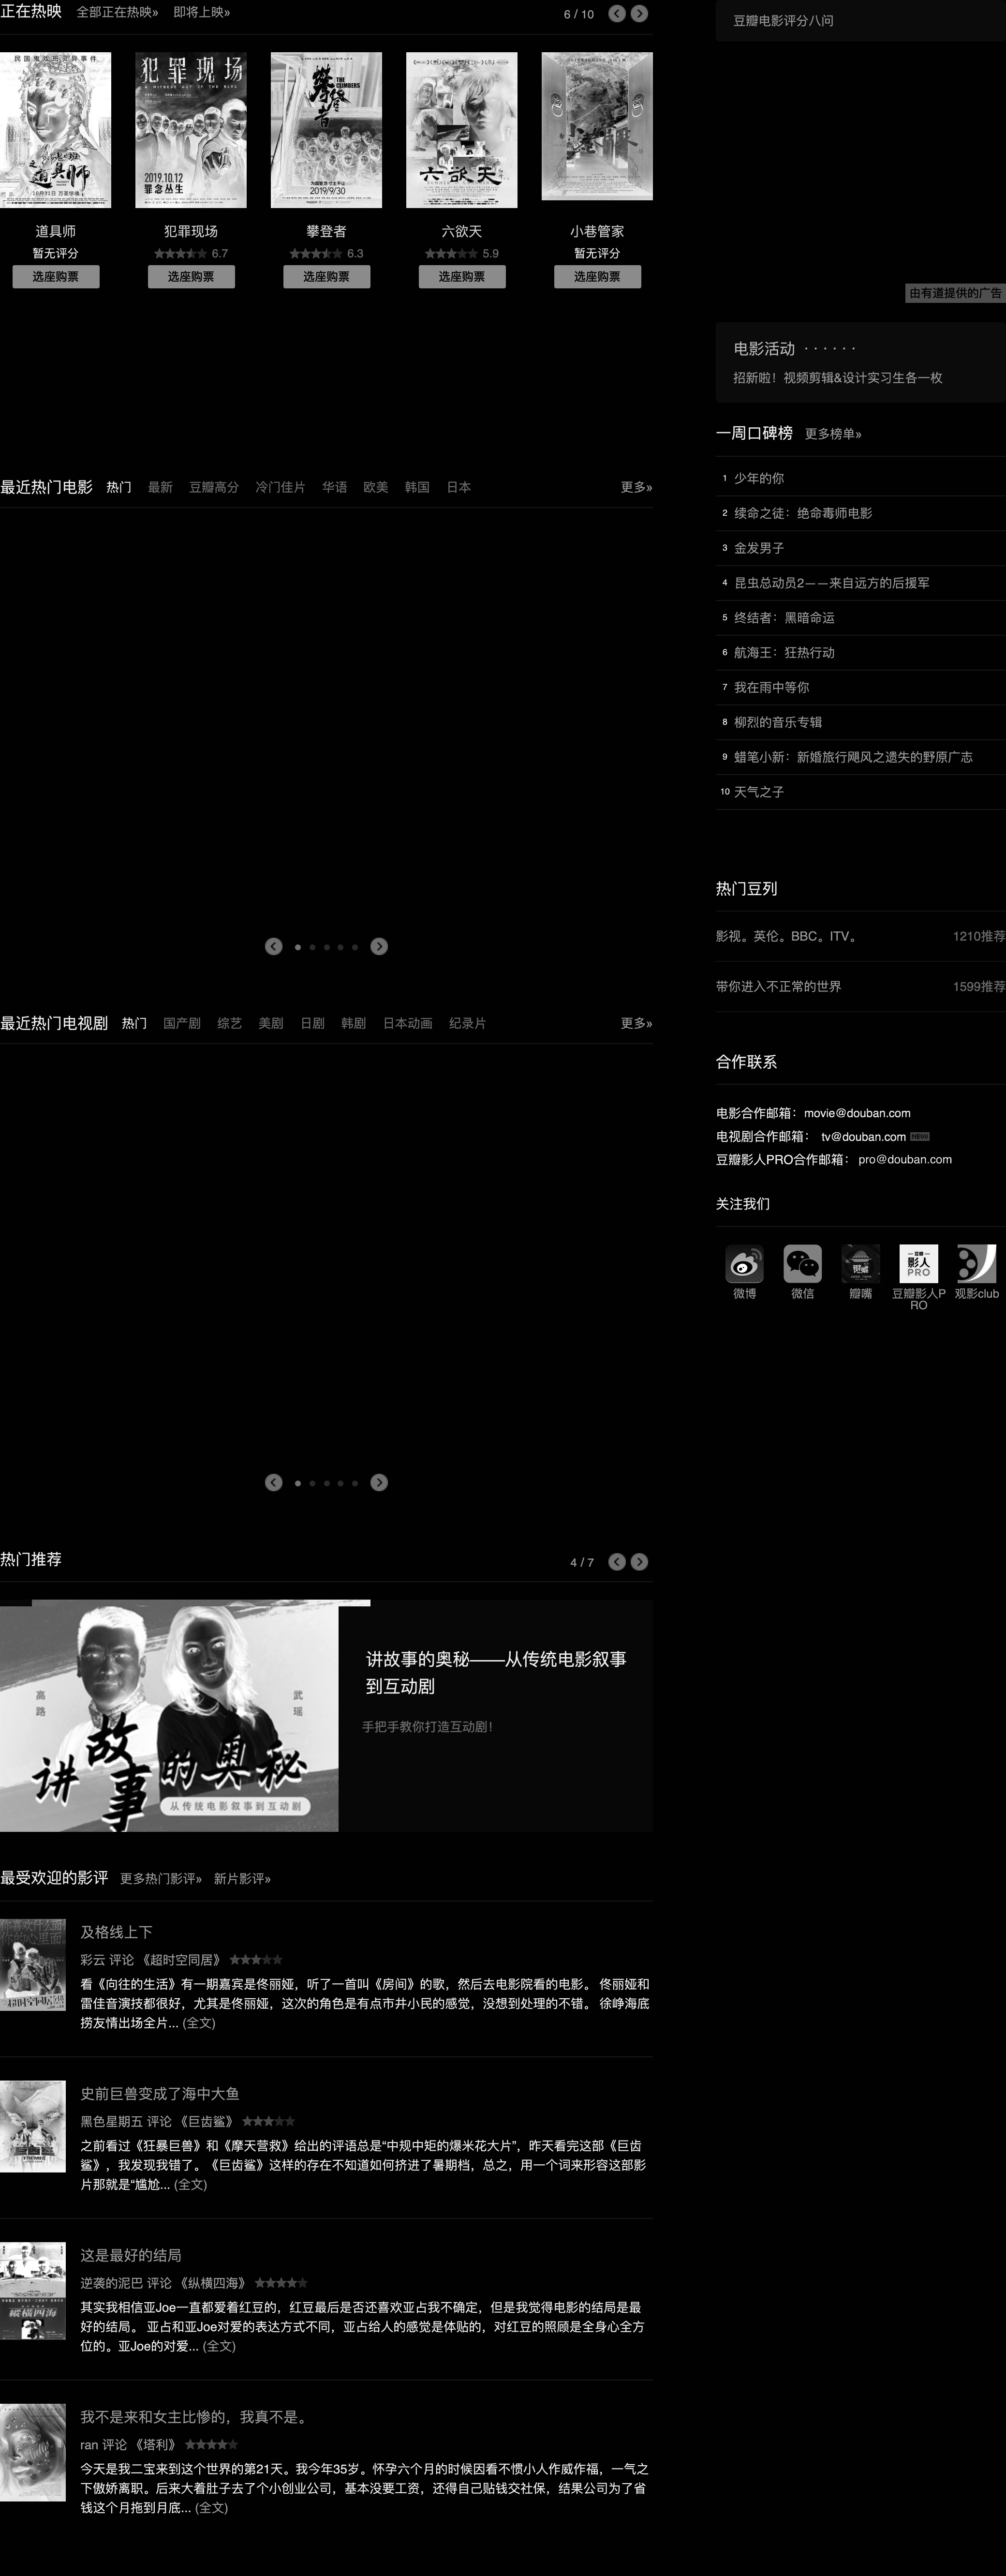 正在热映 全部正在热映» 即将上映» 6 / 10
犯罪现场
A WITNESS OUT OF THE BLUE
2019.10.12
罪念丛生
攀登者
THE CLIMBERS
2019/9/30
六欲天
道具师
道具师 犯罪现场 攀登者 六欲天 小巷管家
暂无评分 6.7 6.3 5.9 暂无评分
选座购票 选座购票 选座购票 选座购票 选座购票
最近热门电影 热门 最新 豆瓣高分 冷门佳片 华语 欧美 韩国 日本 更多»
最近热门电视剧 热门 国产剧 综艺 美剧 日剧 韩剧 日本动画 纪录片 更多»
热门推荐 4 / 7
高路
武瑶
讲故事的奥秘
从传统电影叙事到互动剧
讲故事的奥秘——从传统电影叙事
到互动剧
手把手教你打造互动剧！
最受欢迎的影评 更多热门影评» 新片影评»
及格线上下
彩云 评论 《超时空同居》
看《向往的生活》有一期嘉宾是佟丽娅，听了一首叫《房间》的歌，然后去电影院看的电影。 佟丽娅和
雷佳音演技都很好，尤其是佟丽娅，这次的角色是有点市井小民的感觉，没想到处理的不错。 徐峥海底
捞友情出场全片... (全文)
史前巨兽变成了海中大鱼
黑色星期五 评论 《巨齿鲨》
之前看过《狂暴巨兽》和《摩天营救》给出的评语总是“中规中矩的爆米花大片”，昨天看完这部《巨齿
鲨》，我发现我错了。《巨齿鲨》这样的存在不知道如何挤进了暑期档，总之，用一个词来形容这部影
片那就是“尴尬... (全文)
這是最好的结局
逆袭的泥巴 评论 《纵横四海》
縱橫四海
其实我相信亚Joe一直都爱着红豆的，红豆最后是否还喜欢亚占我不确定，但是我觉得电影的结局是最
好的结局。 亚占和亚Joe对爱的表达方式不同，亚占给人的感觉是体贴的，对红豆的照顾是全身心全方
位的。亚Joe的对爱... (全文)
我不是来和女主比惨的，我真不是。
ran 评论 《塔利》
今天是我二宝来到这个世界的第21天。我今年35岁。怀孕六个月的时候因看不惯小人作威作福，一气之
下傲娇离职。后来大着肚子去了个小创业公司，基本没要工资，还得自己贴钱交社保，结果公司为了省
钱这个月拖到月底... (全文)
豆瓣电影评分八问
由有道提供的广告
电影活动 · · · · · ·
招新啦！视频剪辑&设计实习生各一枚
一周口碑榜 更多榜单»
1 少年的你
2 续命之徒：绝命毒师电影
3 金发男子
4 昆虫总动员2——来自远方的后援军
5 终结者：黑暗命运
6 航海王：狂热行动
7 我在雨中等你
8 柳烈的音乐专辑
9 蜡笔小新：新婚旅行飓风之遗失的野原广志
10 天气之子
热门豆列
影视。英伦。BBC。ITV。 1210推荐
带你进入不正常的世界 1599推荐
合作联系
电影合作邮箱：movie@douban.com
电视剧合作邮箱： tv@douban.com NEW!
豆瓣影人PRO合作邮箱： pro@douban.com
关注我们
豆瓣
影人
PRO
微博 微信 瓣嘴 豆瓣影人P 观影club
RO